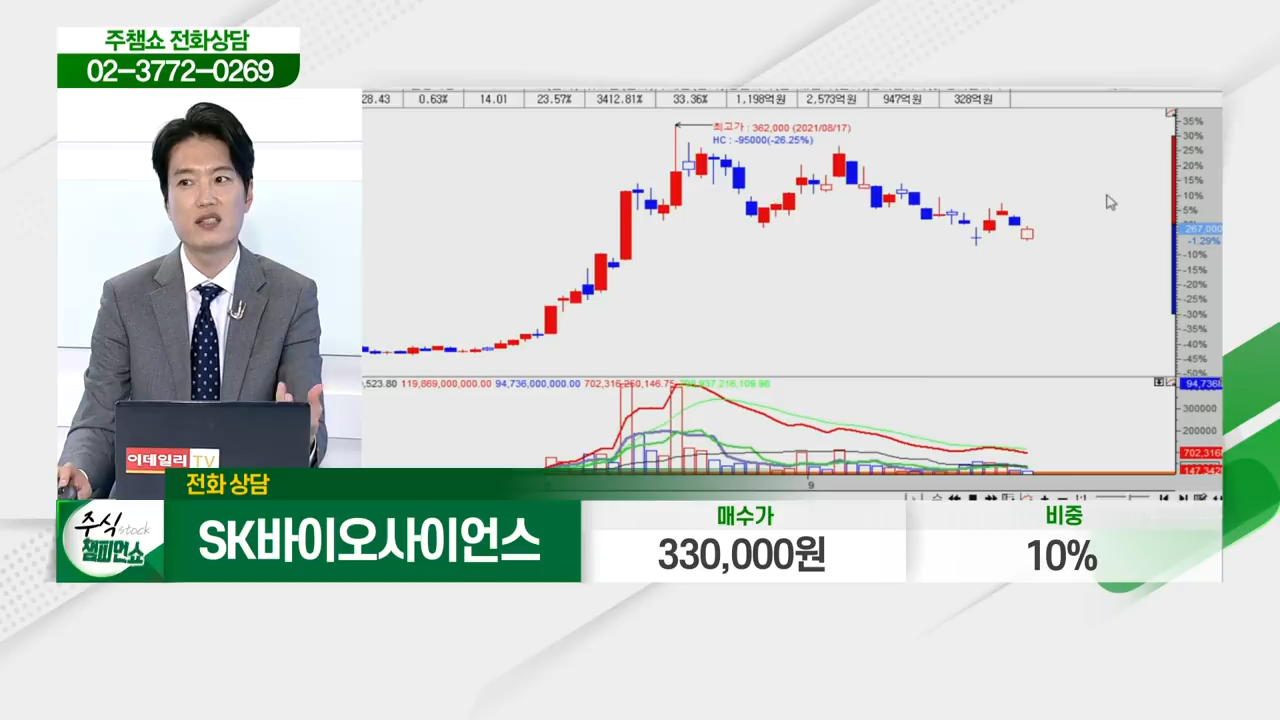 주챔쇼 전화상담
02-3772-0269
28.43 0.63% 14.01 23.57% 3412.81% 33.36% 1,198억원 2,573억원 947억원 328억원
최고가 : 362,000 (2021/08/17)
HC : -95000(-26.25%)
35%
30%
25%
20%
15%
10%
5%
267,000
-1.29%
-10%
-15%
-20%
-25%
-30%
-35%
-40%
-45%
-50%
,523.80 119,869,000,000.00 94,736,000,000.00
94,736
300000
200000
702,316
147,342
9
이데일리 TV
전화 상담
주식 stock
챔피언쇼
SK바이오사이언스
매수가
330,000원
비중
10%